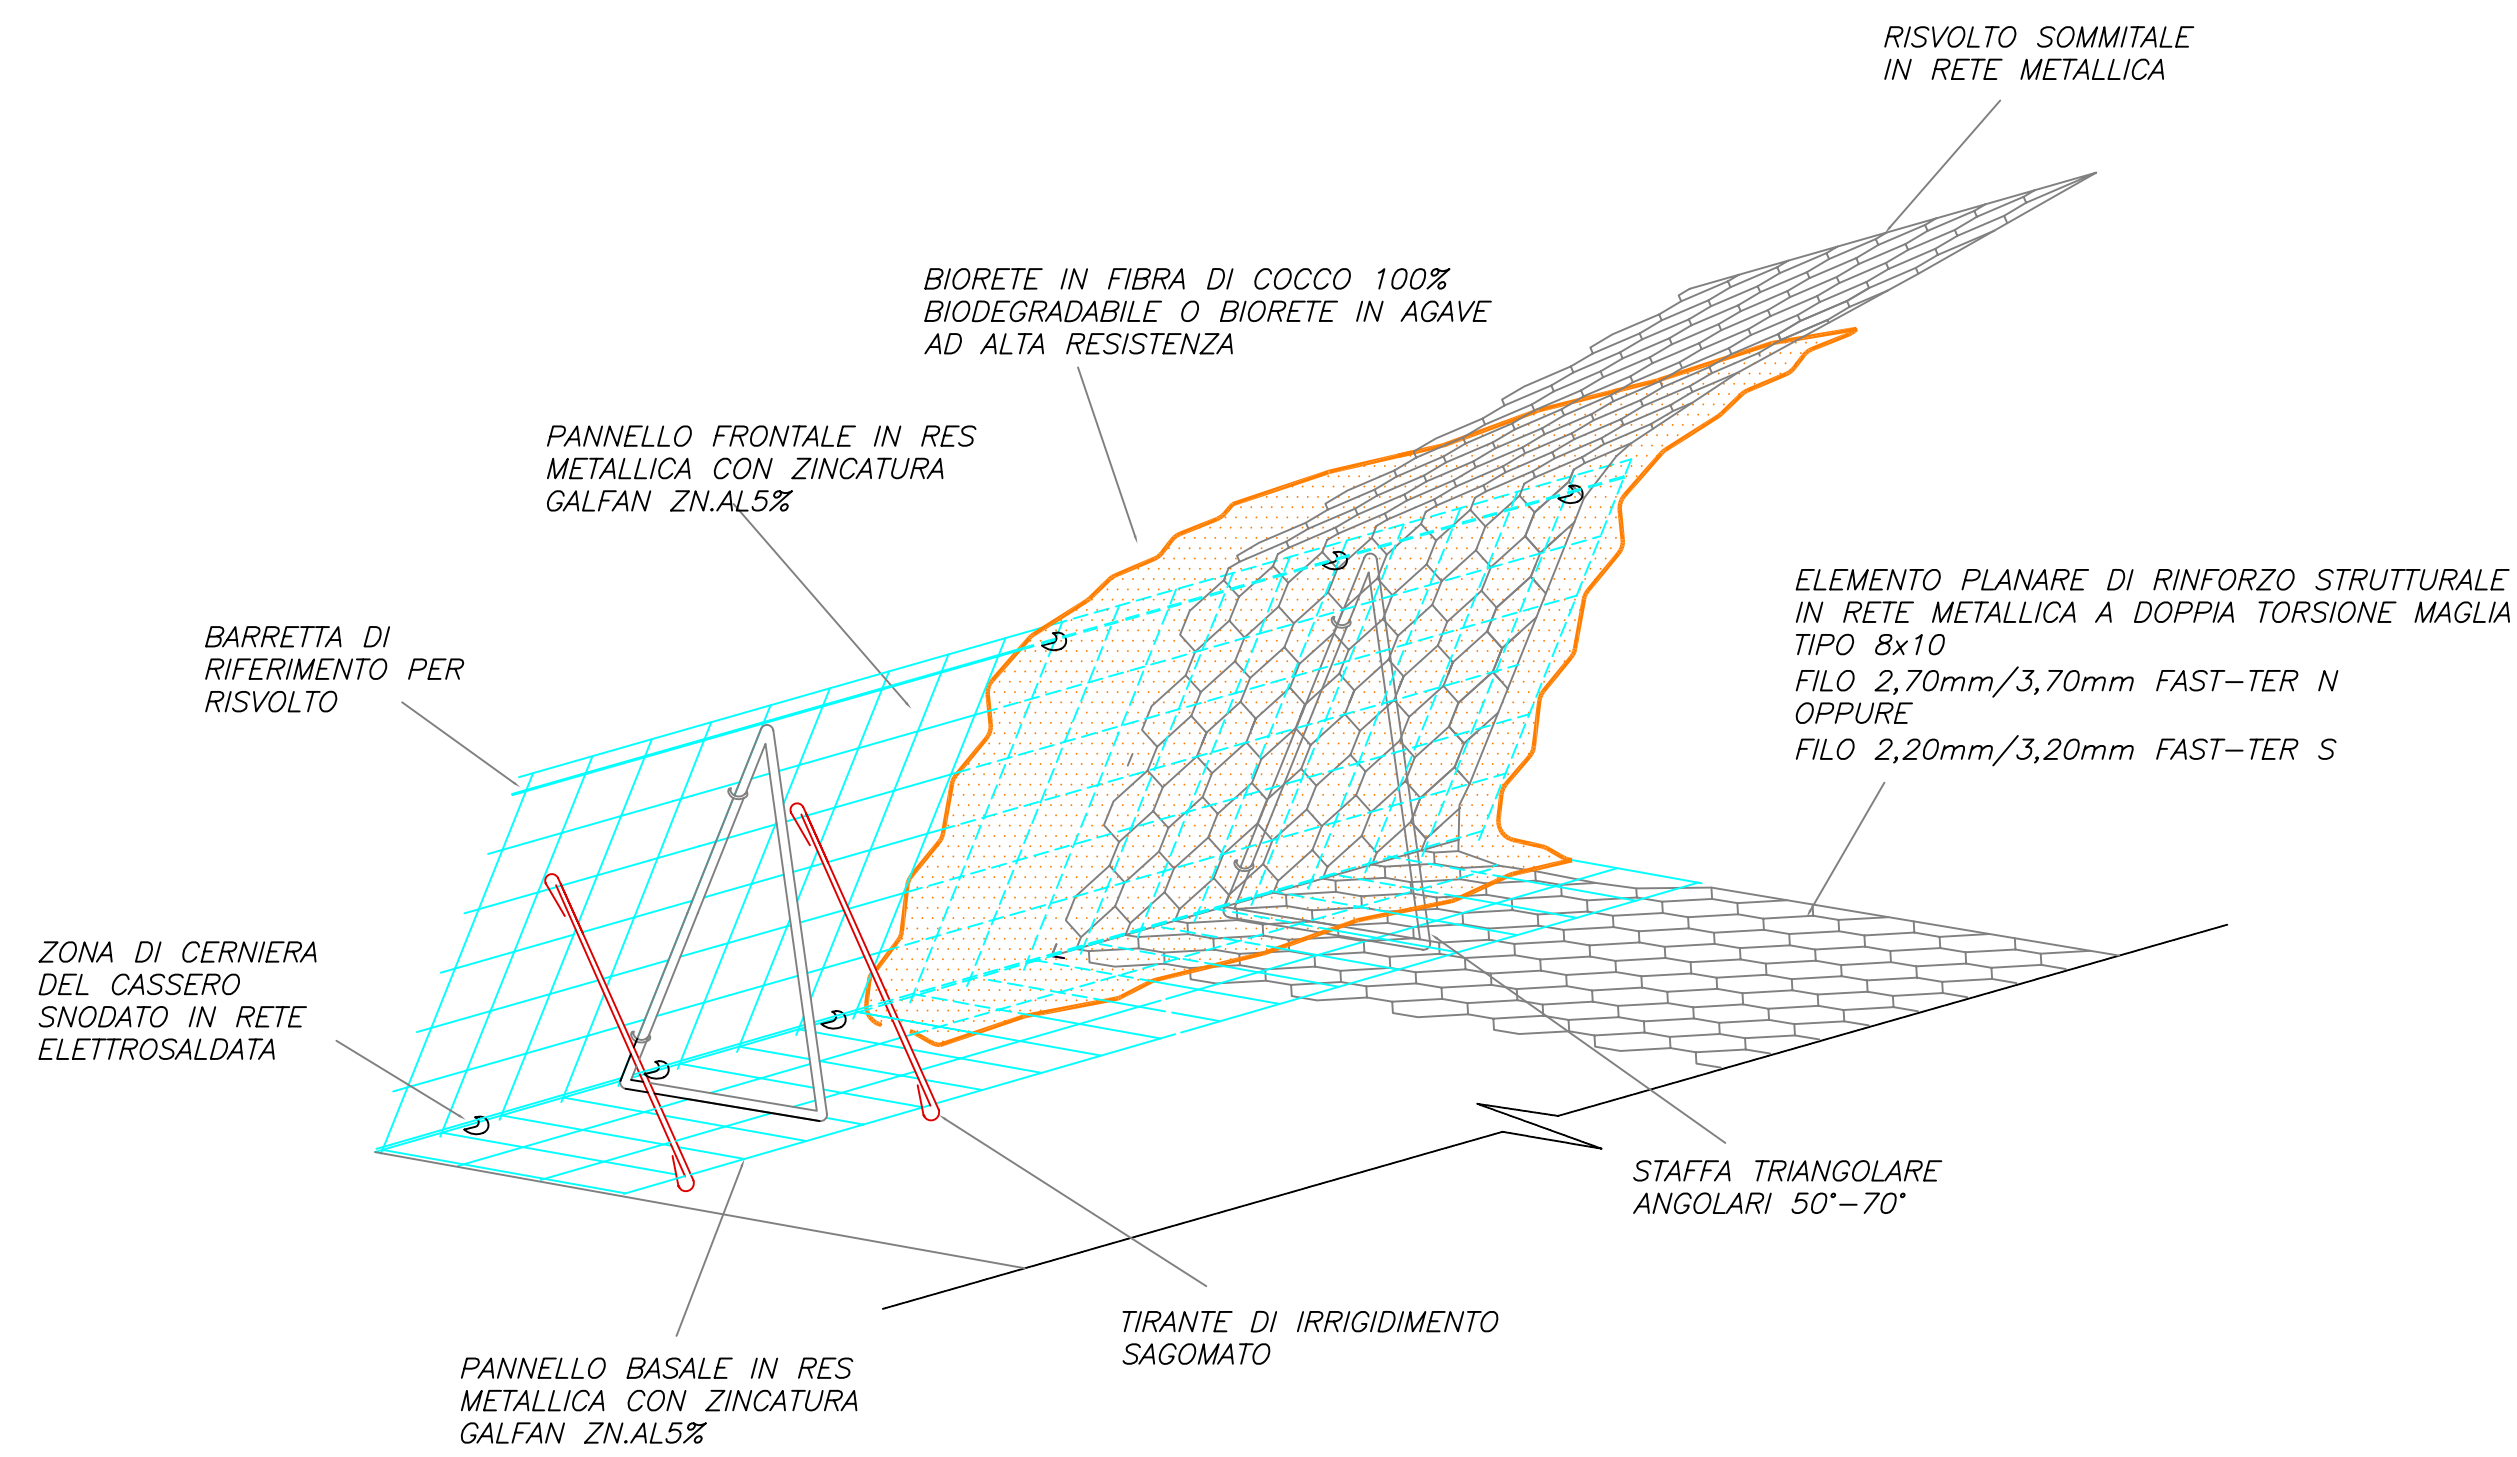 RISVOLTO SOMMITALE
IN RETE METALLICA
BIORETE IN FIBRA DI COCCO 100%
BIODEGRADABILE O BIORETE IN AGAVE
AD ALTA RESISTENZA
PANNELLO FRONTALE IN RES
METALLICA CON ZINCATURA
GALFAN ZN.AL5%
BARRETTA DI
RIFERIMENTO PER
RISVOLTO
ELEMENTO PLANARE DI RINFORZO STRUTTURALE
IN RETE METALLICA A DOPPIA TORSIONE MAGLIA
TIPO 8x10
FILO 2,70mm/3,70mm FAST-TER N
OPPURE
FILO 2,20mm/3,20mm FAST-TER S
ZONA DI CERNIERA
DEL CASSERO
SNODATO IN RETE
ELETTROSALDATA
STAFFA TRIANGOLARE
ANGOLARI 50°-70°
TIRANTE DI IRRIGIDIMENTO
SAGOMATO
PANNELLO BASALE IN RES
METALLICA CON ZINCATURA
GALFAN ZN.AL5%